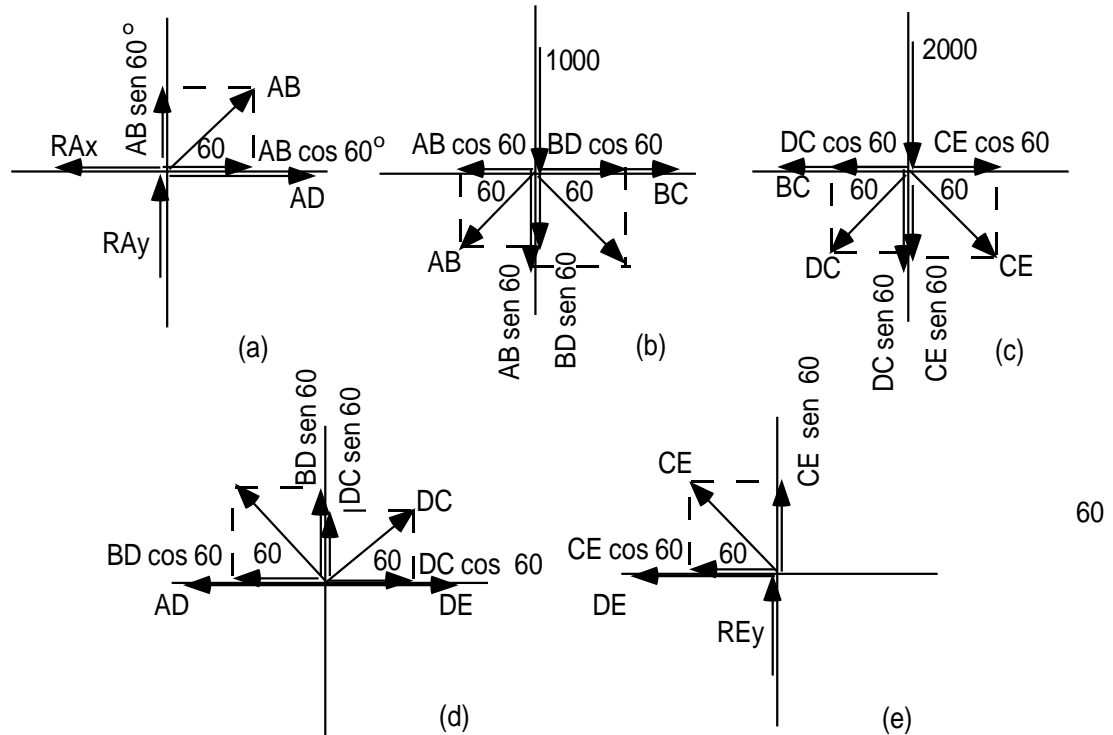 AB sen 60°
AB
RAx
60
AB cos 60°
AD
RAy
(a)
1000
AB cos 60
BD cos 60
60
60
BC
AB
AB sen 60
BD sen 60
(b)
2000
DC cos 60
CE cos 60
BC
60
60
DC
CE
DC sen 60
CE sen 60
(c)
BD sen 60
DC sen 60
DC
BD cos 60
60
60
DC cos 60
AD
DE
(d)
CE sen 60
CE
CE cos 60
60
DE
REy
(e)
60